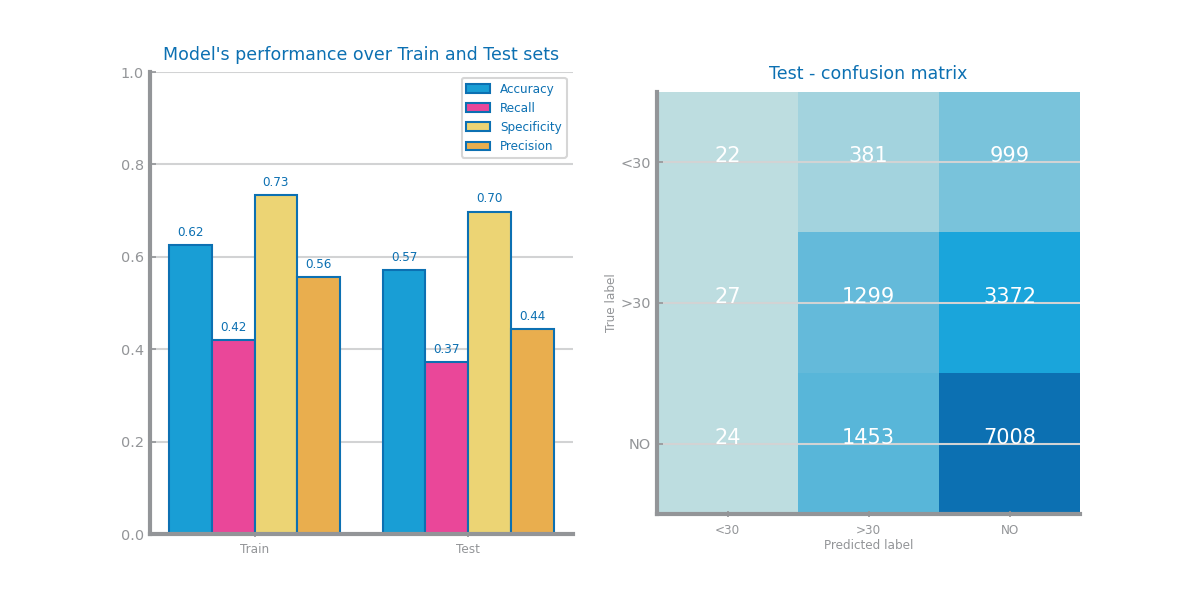 Model's performance over Train and Test sets
1.0
0.8
0.6
0.4
0.2
0.0
Accuracy
Recall
Specificity
Precision
0.62
0.42
0.73
0.56
0.57
0.37
0.70
0.44
Train
Test
Test - confusion matrix
True label
<30 22 381 999
>30 27 1299 3372
NO 24 1453 7008
<30 >30 NO
Predicted label